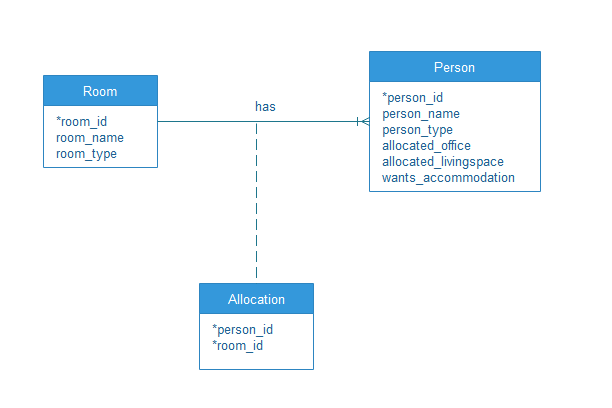 Room
*room_id
room_name
room_type
has
Person
*person_id
person_name
person_type
allocated_office
allocated_livingspace
wants_accommodation
Allocation
*person_id
*room_id